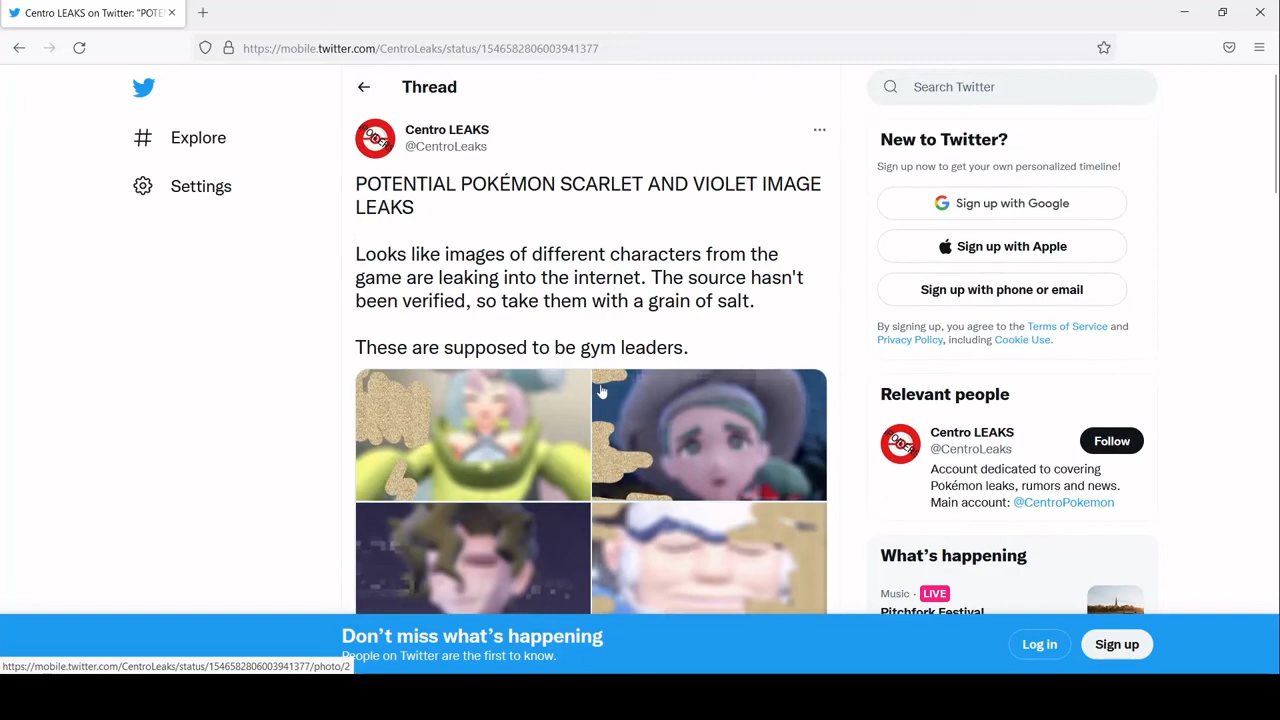 Centro LEAKS on Twitter: "POTE
https://mobile.twitter.com/CentroLeaks/status/1546582806003941377
Explore
Settings
Thread
Centro LEAKS
@CentroLeaks
POTENTIAL POKÉMON SCARLET AND VIOLET IMAGE
LEAKS
Looks like images of different characters from the
game are leaking into the internet. The source hasn't
been verified, so take them with a grain of salt.
These are supposed to be gym leaders.
Search Twitter
New to Twitter?
Sign up now to get your own personalized timeline!
Sign up with Google
Sign up with Apple
Sign up with phone or email
By signing up, you agree to the Terms of Service and
Privacy Policy, including Cookie Use.
Relevant people
Centro LEAKS
@CentroLeaks
Follow
Account dedicated to covering
Pokémon leaks, rumors and news.
Main account: @CentroPokemon
What's happening
Music · LIVE
Pitchfork Festival
Don't miss what's happening
People on Twitter are the first to know.
Log in
Sign up
https://mobile.twitter.com/CentroLeaks/status/1546582806003941377/photo/2